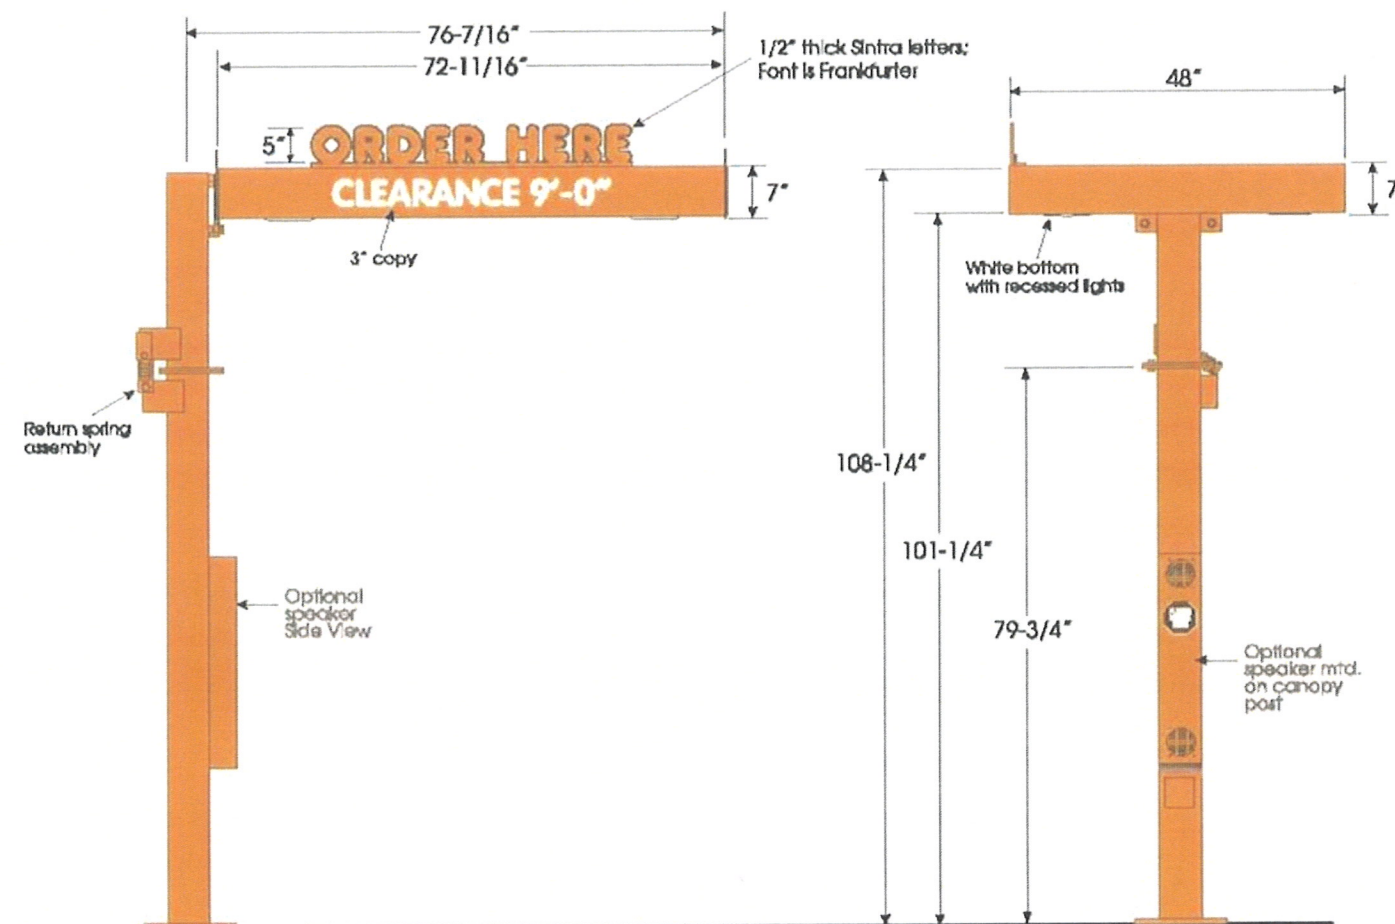 76-7/16"
72-11/16"
1/2" thick Sintra letters;
Font is Frankfurter
48"
5"
ORDER HERE
CLEARANCE 9'-0"
7"
7
3" copy
White bottom
with recessed lights
Return spring
assembly
108-1/4"
101-1/4"
79-3/4"
Optional
speaker
Side View
Optional
speaker mtd.
on canopy
post